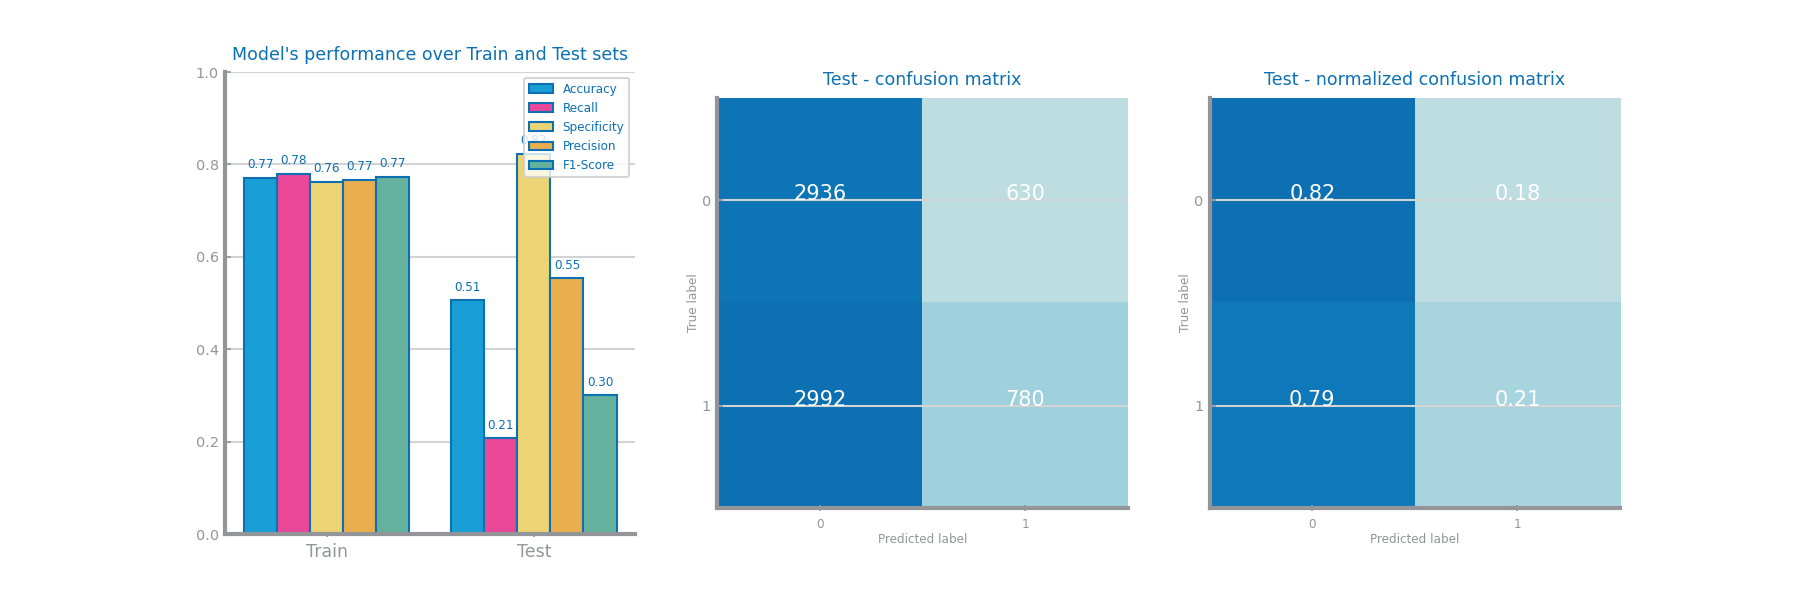 Model's performance over Train and Test sets
1.0
0.8
0.6
0.4
0.2
0.0
Accuracy
Recall
Specificity
Precision
F1-Score
0.77
0.78
0.76
0.77
0.77
0.51
0.21
0.82
0.55
0.30
Train
Test
Test - confusion matrix
True label
0
1
2936
630
2992
780
0
1
Predicted label
Test - normalized confusion matrix
True label
0
1
0.82
0.18
0.79
0.21
0
1
Predicted label